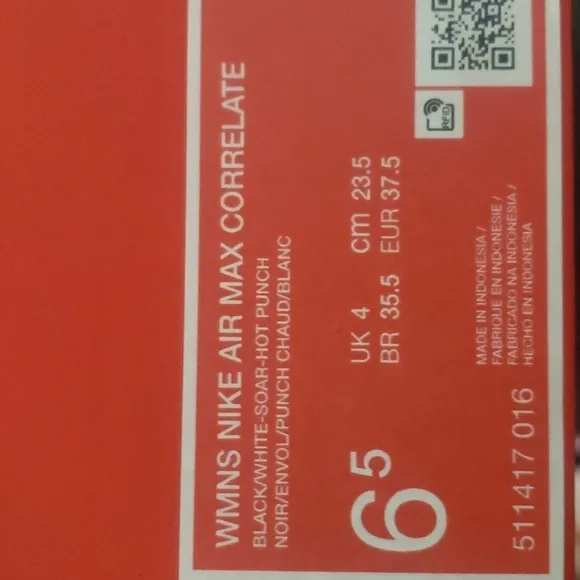 WMNS NIKE AIR MAX CORRELATE
BLACK/WHITE-SOAR-HOT PUNCH
NOIR/ENVOL/PUNCH CHAUD/BLANC
6⁵
UK 4 cm 23.5
BR 35.5 EUR 37.5
MADE IN INDONESIA /
FABRIQUE EN INDONESIE /
FABRICADO NA INDONESIA /
HECHO EN INDONESIA
511417 016
RFID